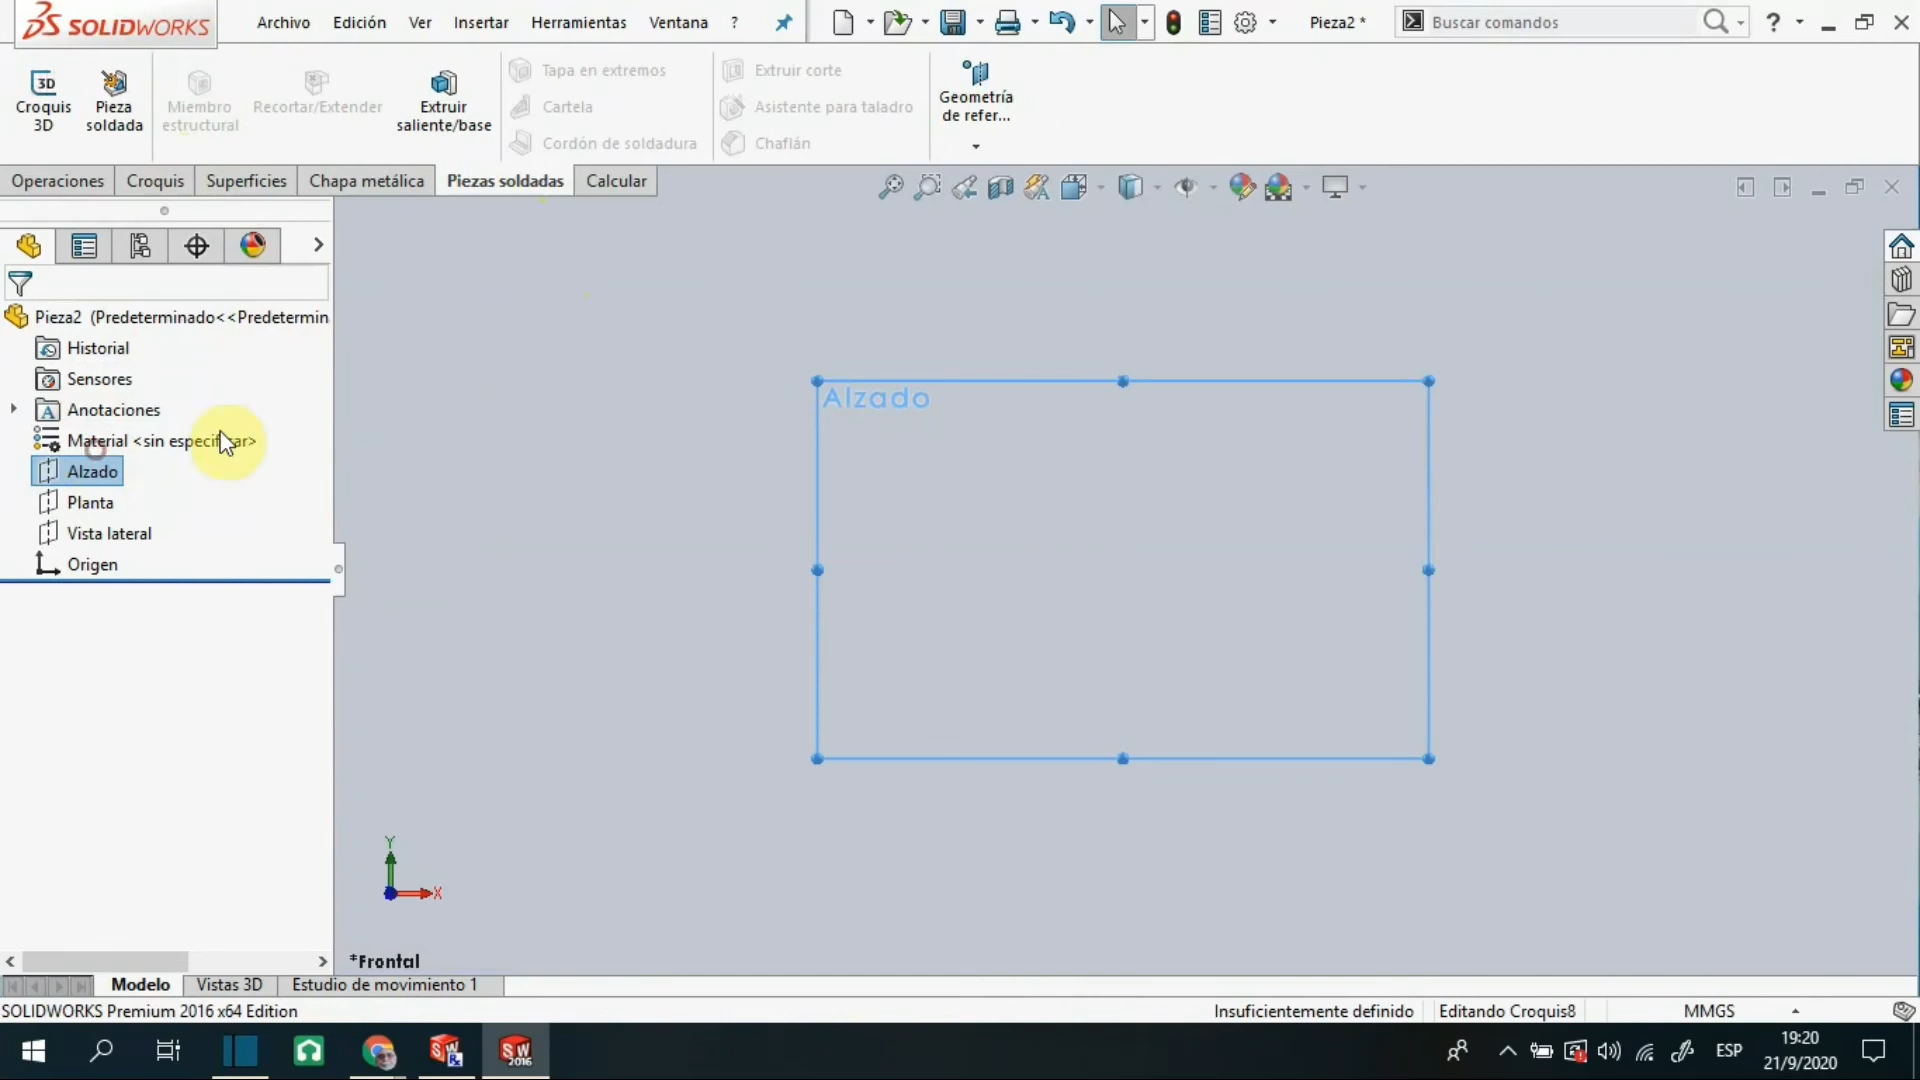 SOLIDWORKS
Archivo Edición Ver Insertar Herramientas Ventana ?
Pieza2 *
Buscar comandos
?
3D
Croquis
3D
Pieza
soldada
Miembro
estructural
Recortar/Extender
Extruir
saliente/base
Tapa en extremos
Cartela
Cordón de soldadura
Extruir corte
Asistente para taladro
Chaflán
Geometría
de refer...
Operaciones Croquis Superficies Chapa metálica Piezas soldadas Calcular
Pieza2 (Predeterminado<<Predetermin
Historial
Sensores
Anotaciones
Material <sin especificar>
Alzado
Planta
Vista lateral
Origen
Alzado
Y
X
*Frontal
Modelo Vistas 3D Estudio de movimiento 1
SOLIDWORKS Premium 2016 x64 Edition
Insuficientemente definido Editando Croquis8 MMGS
ESP
19:20
21/9/2020